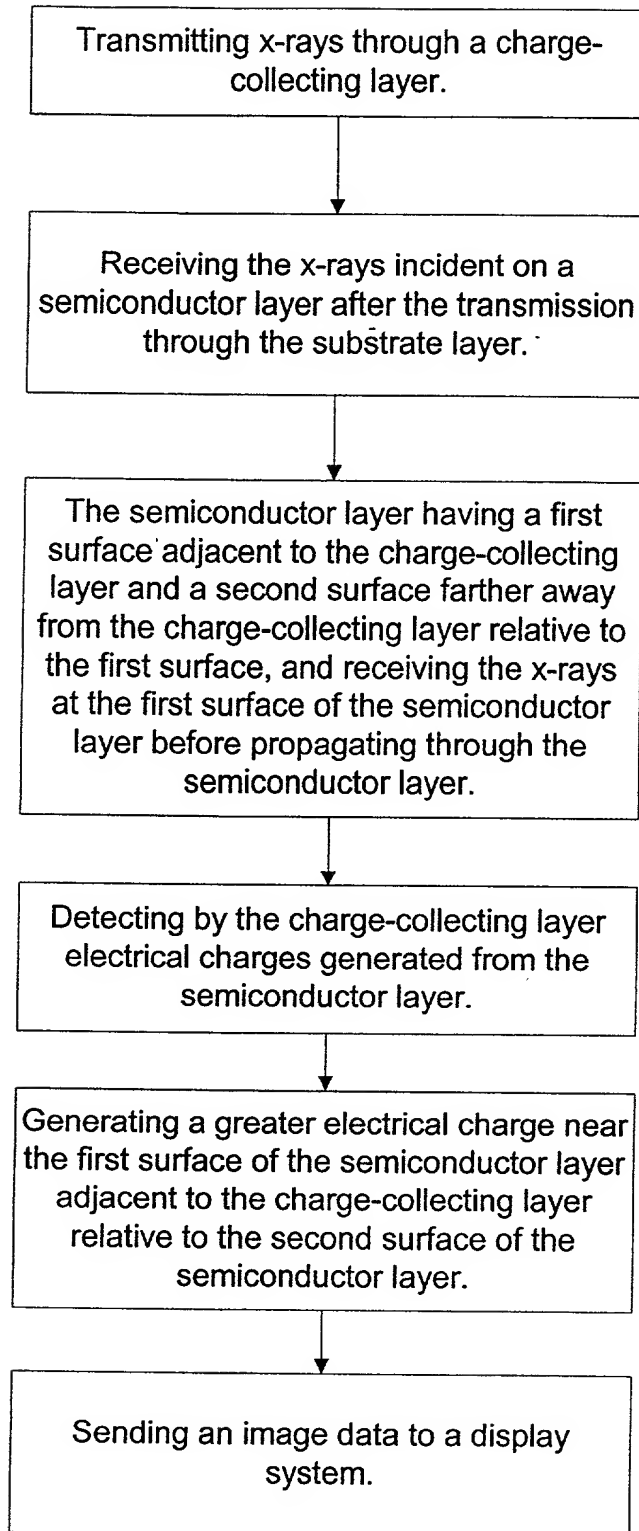 Transmitting x-rays through a charge-
collecting layer.
Receiving the x-rays incident on a
semiconductor layer after the transmission
through the substrate layer.
The semiconductor layer having a first
surface adjacent to the charge-collecting
layer and a second surface farther away
from the charge-collecting layer relative to
the first surface, and receiving the x-rays
at the first surface of the semiconductor
layer before propagating through the
semiconductor layer.
Detecting by the charge-collecting layer
electrical charges generated from the
semiconductor layer.
Generating a greater electrical charge near
the first surface of the semiconductor layer
adjacent to the charge-collecting layer
relative to the second surface of the
semiconductor layer.
Sending an image data to a display
system.